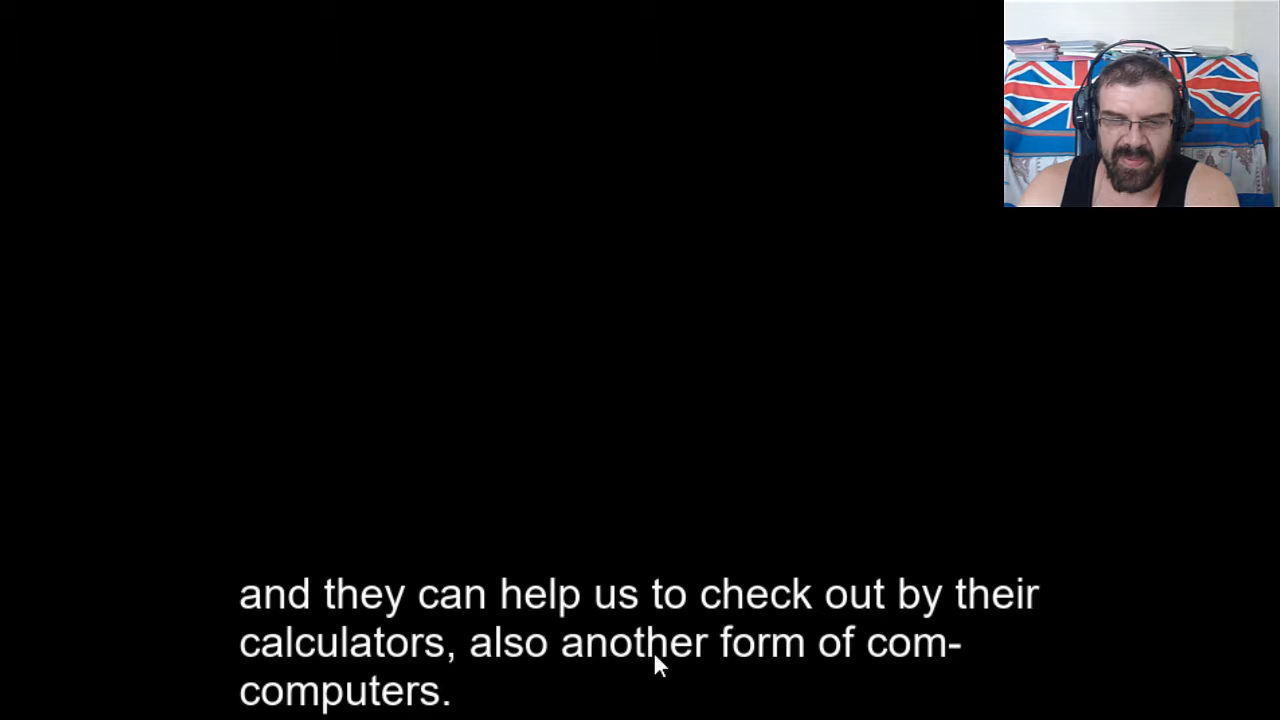 and they can help us to check out by their
calculators, also another form of com-
computers.